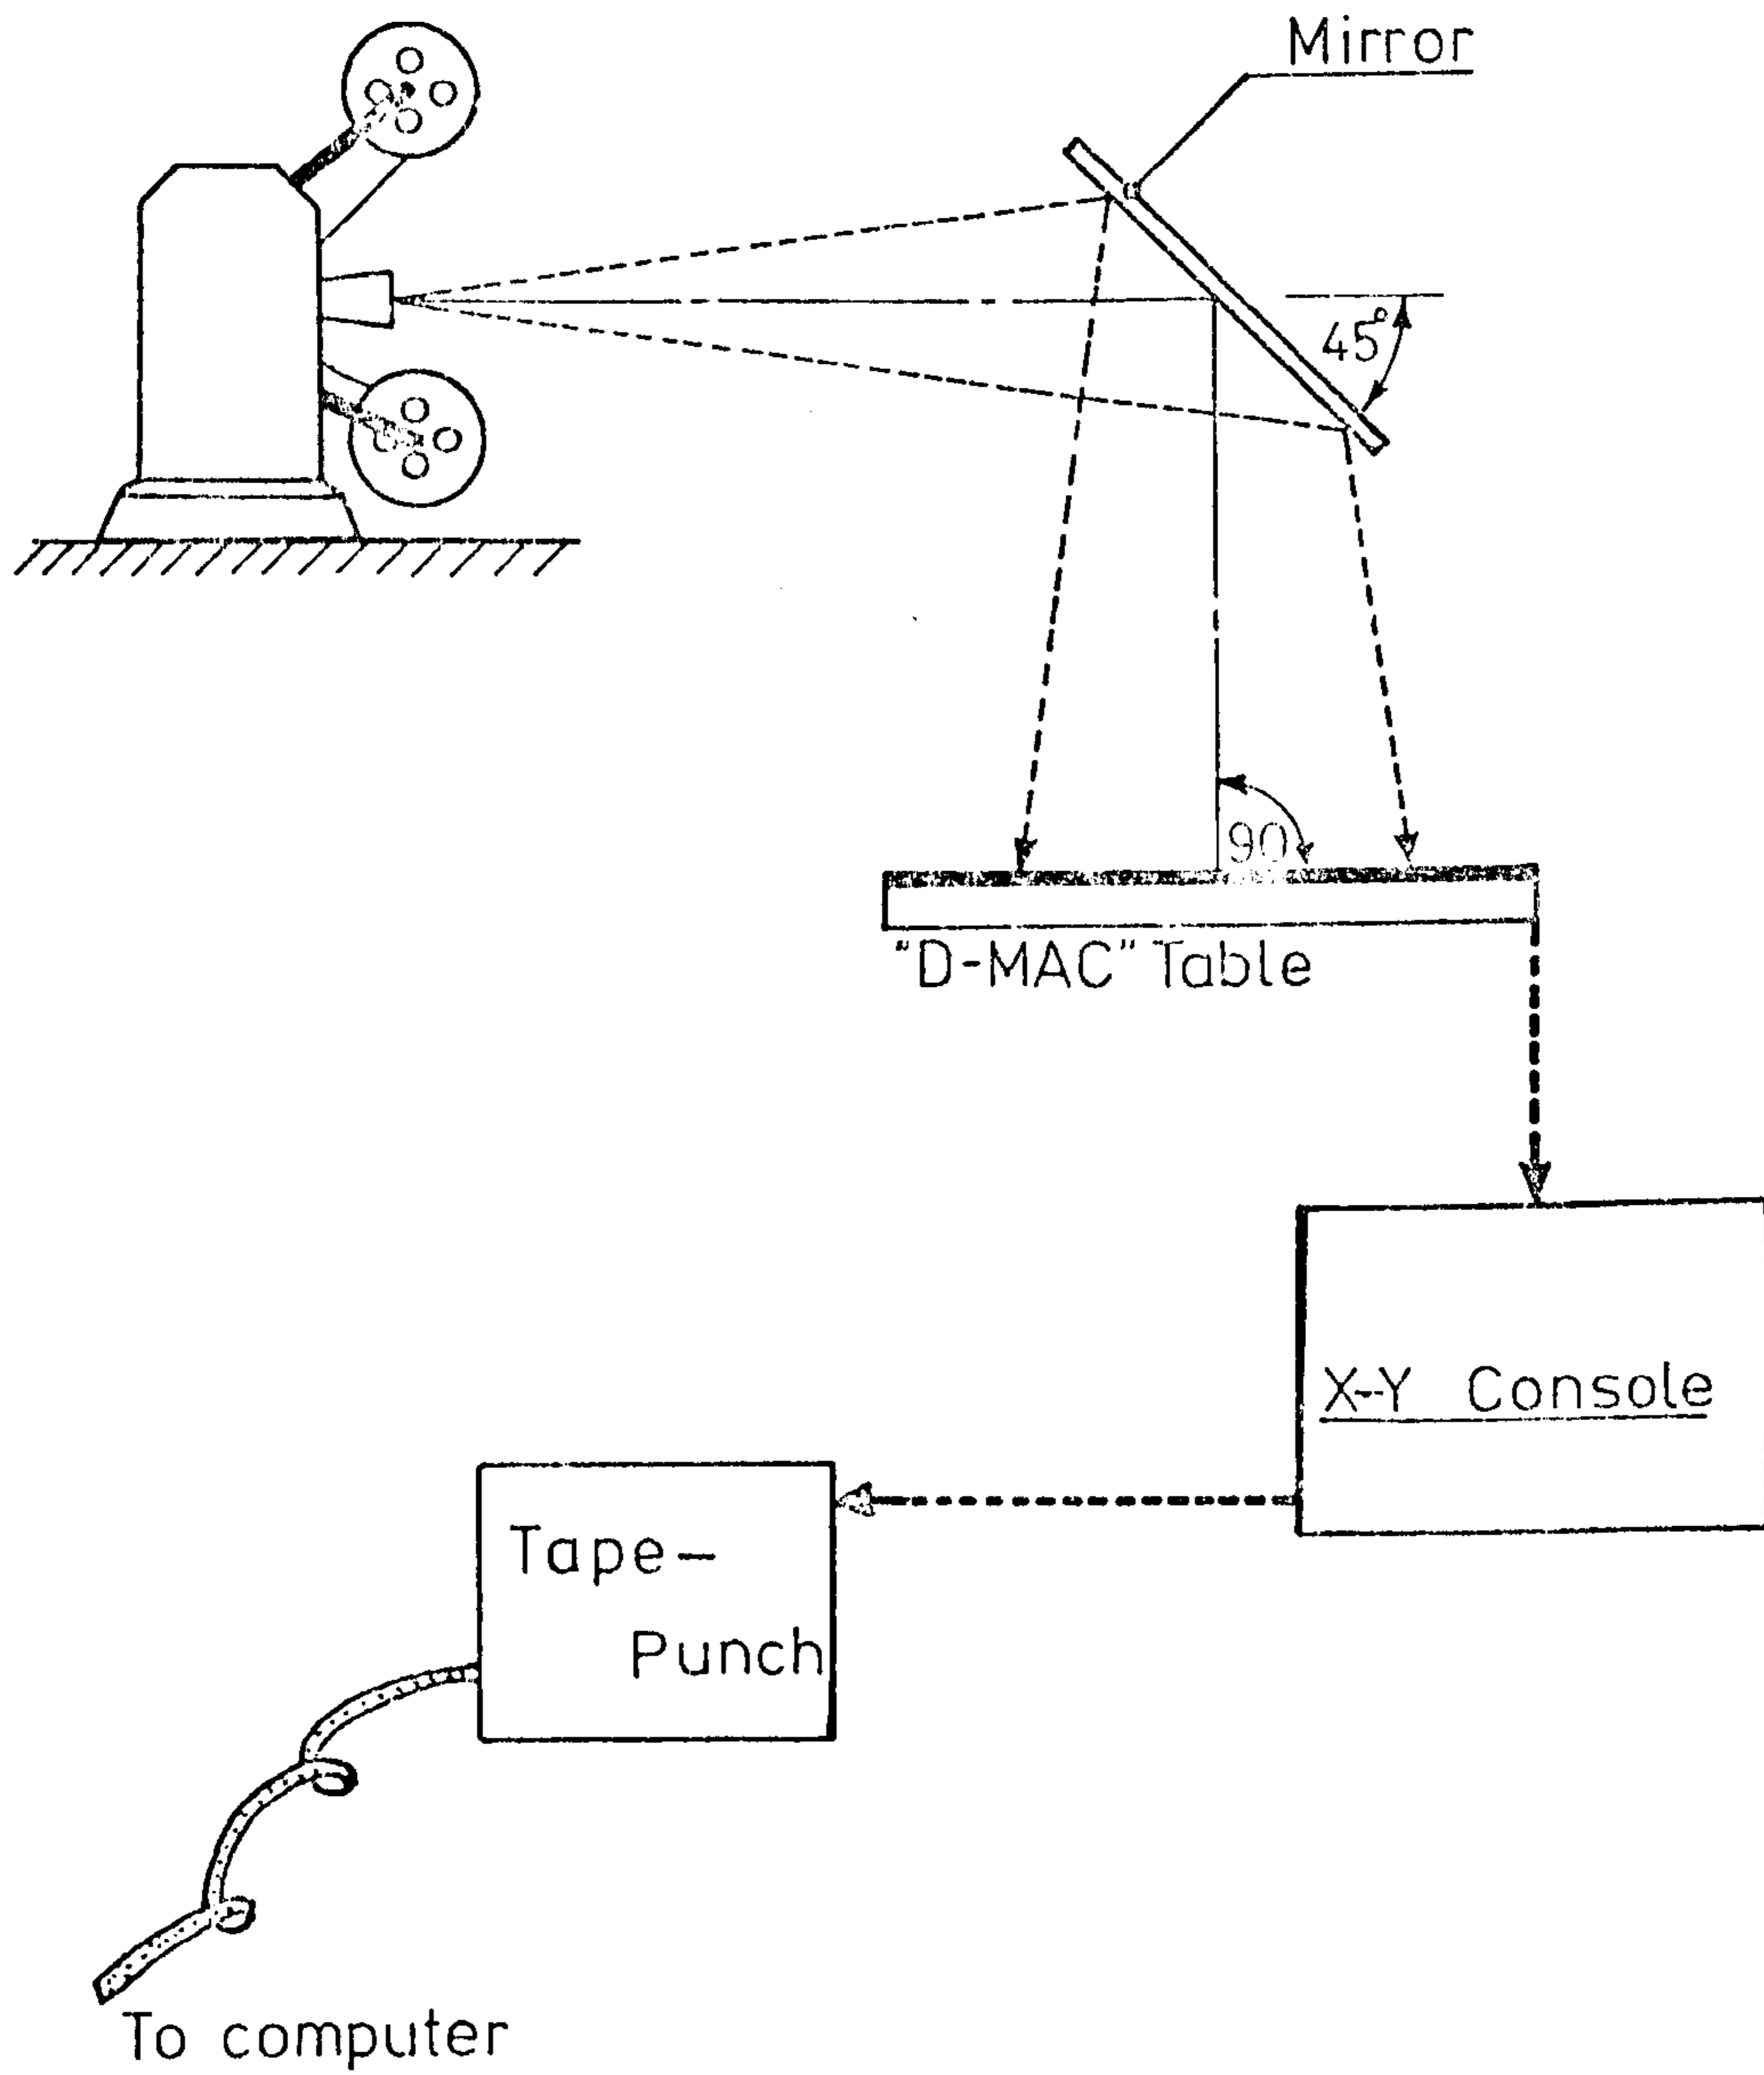 Mirror
45°
90
"D-MAC" Table
X-Y Console
Tape-
Punch
To computer